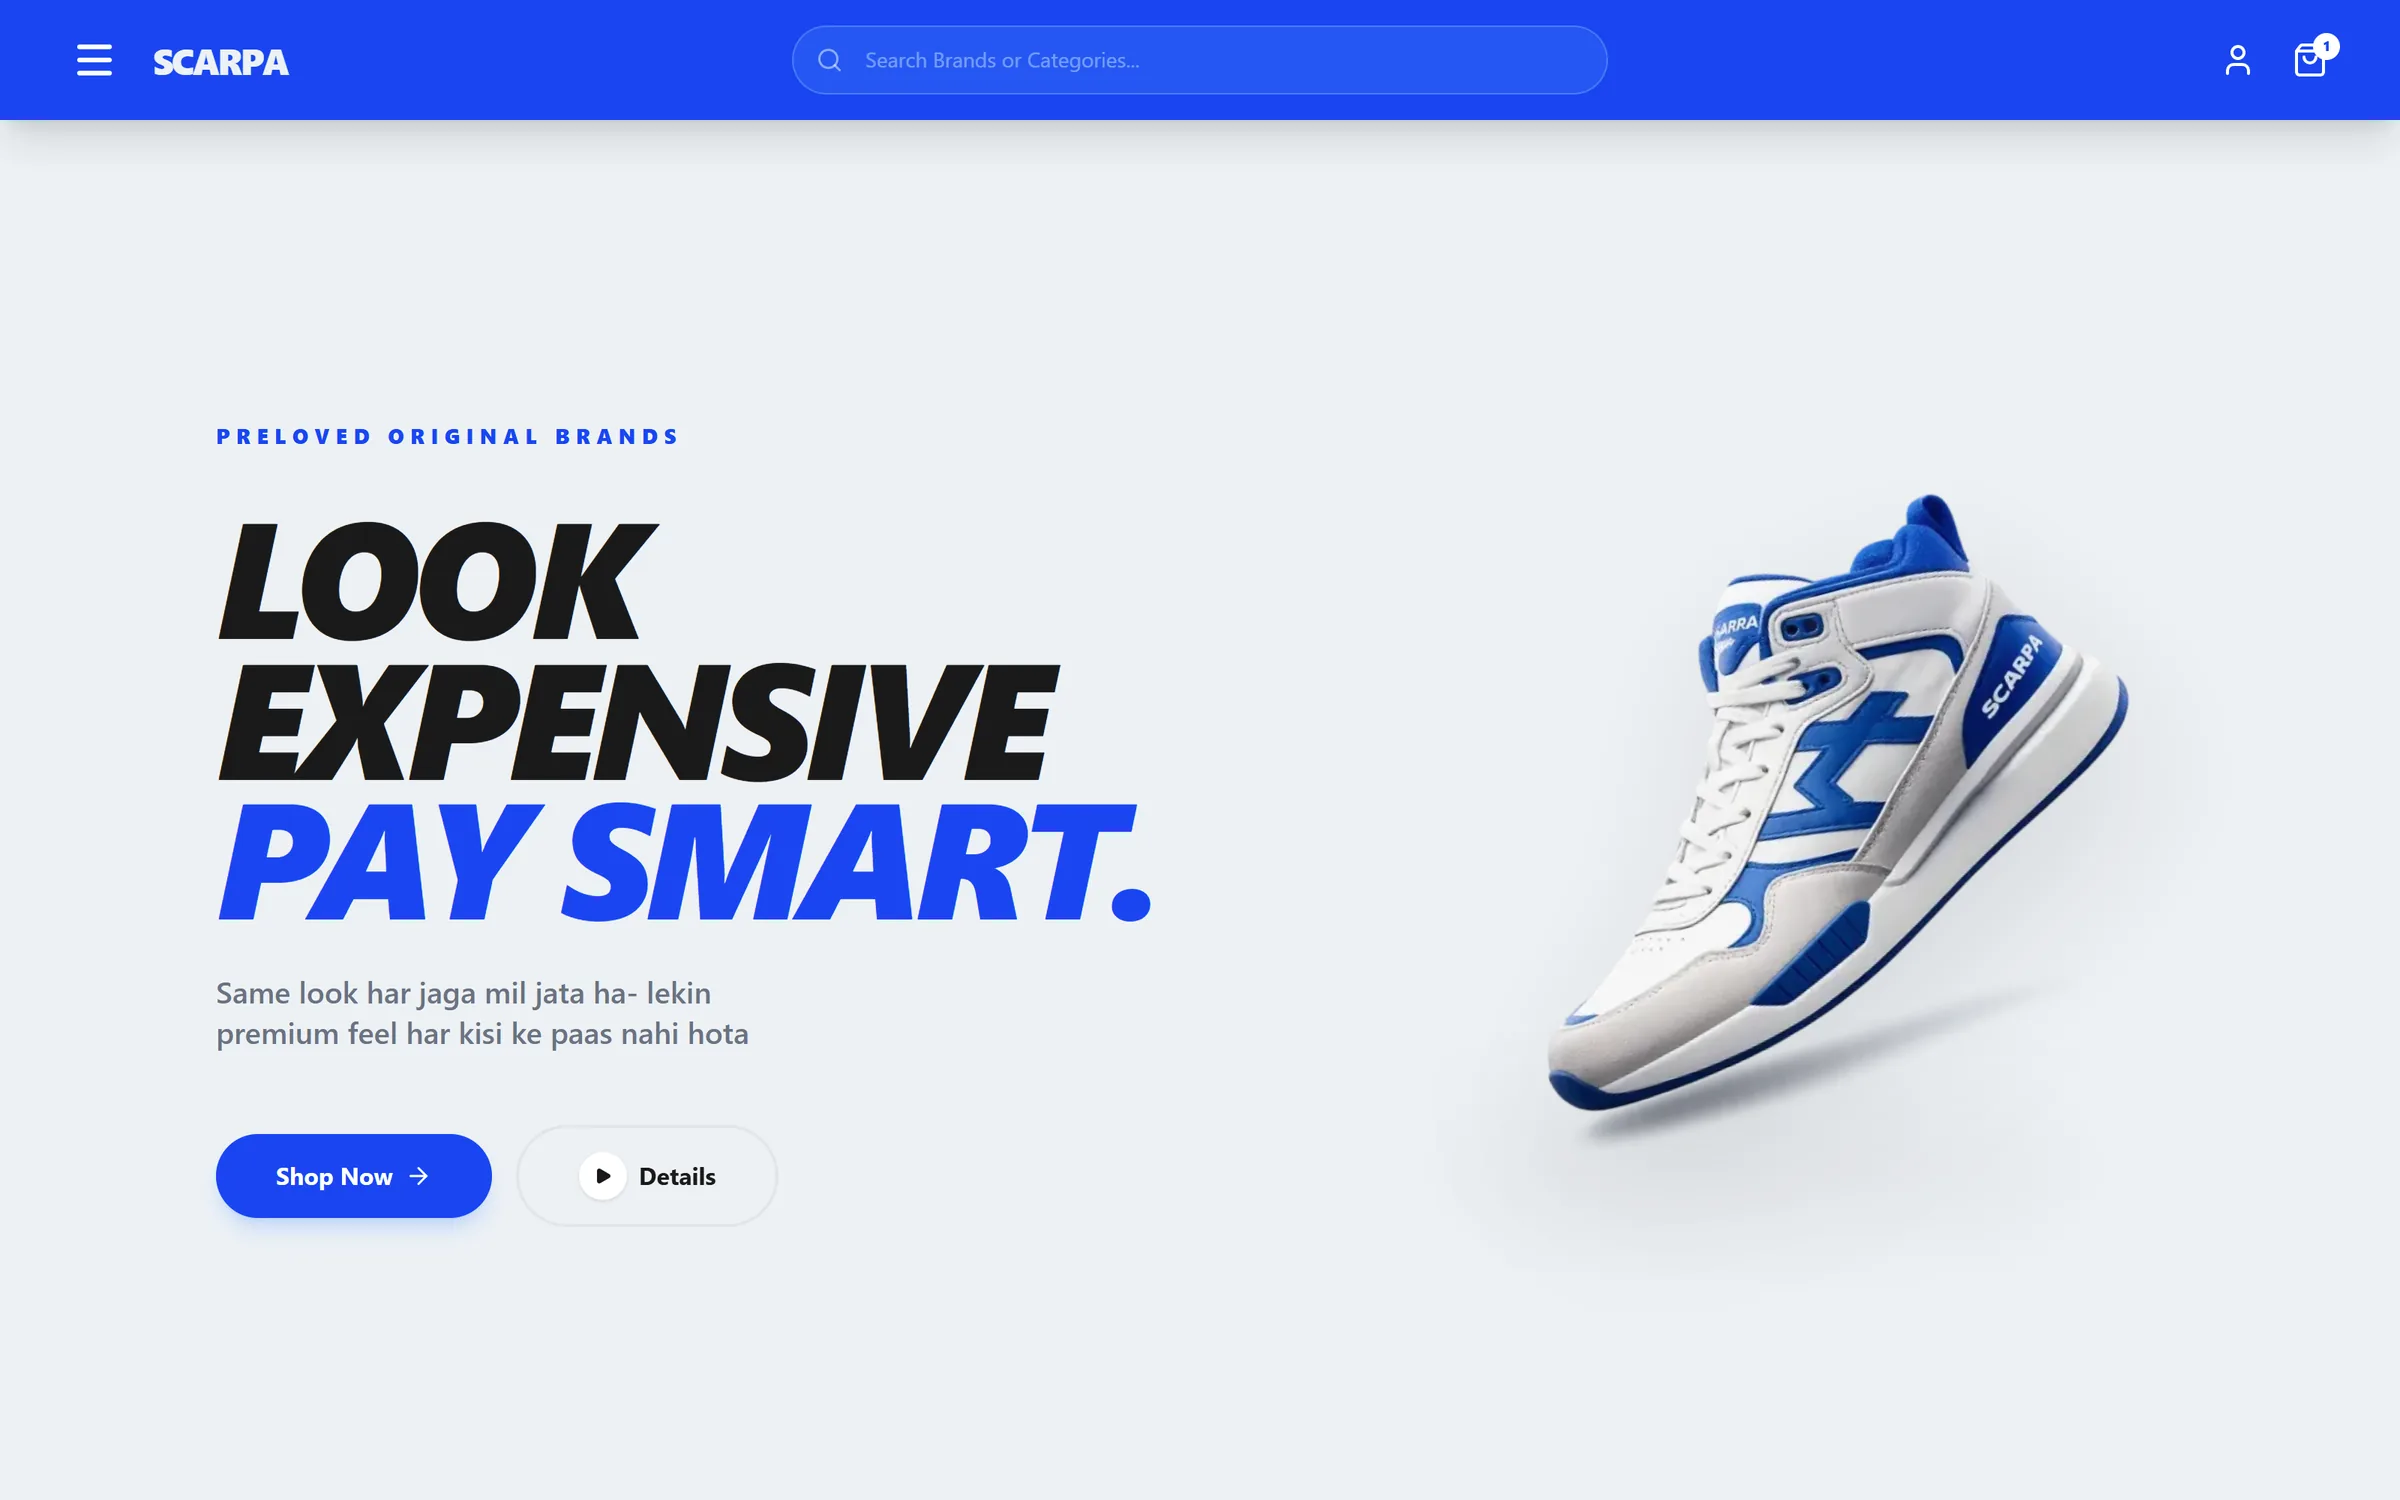 SCARPA
Search Brands or Categories...
1
PRELOVED ORIGINAL BRANDS
LOOK
EXPENSIVE
PAY SMART.
Same look har jaga mil jata ha- lekin
premium feel har kisi ke paas nahi hota
Shop Now
Details
SCARPA